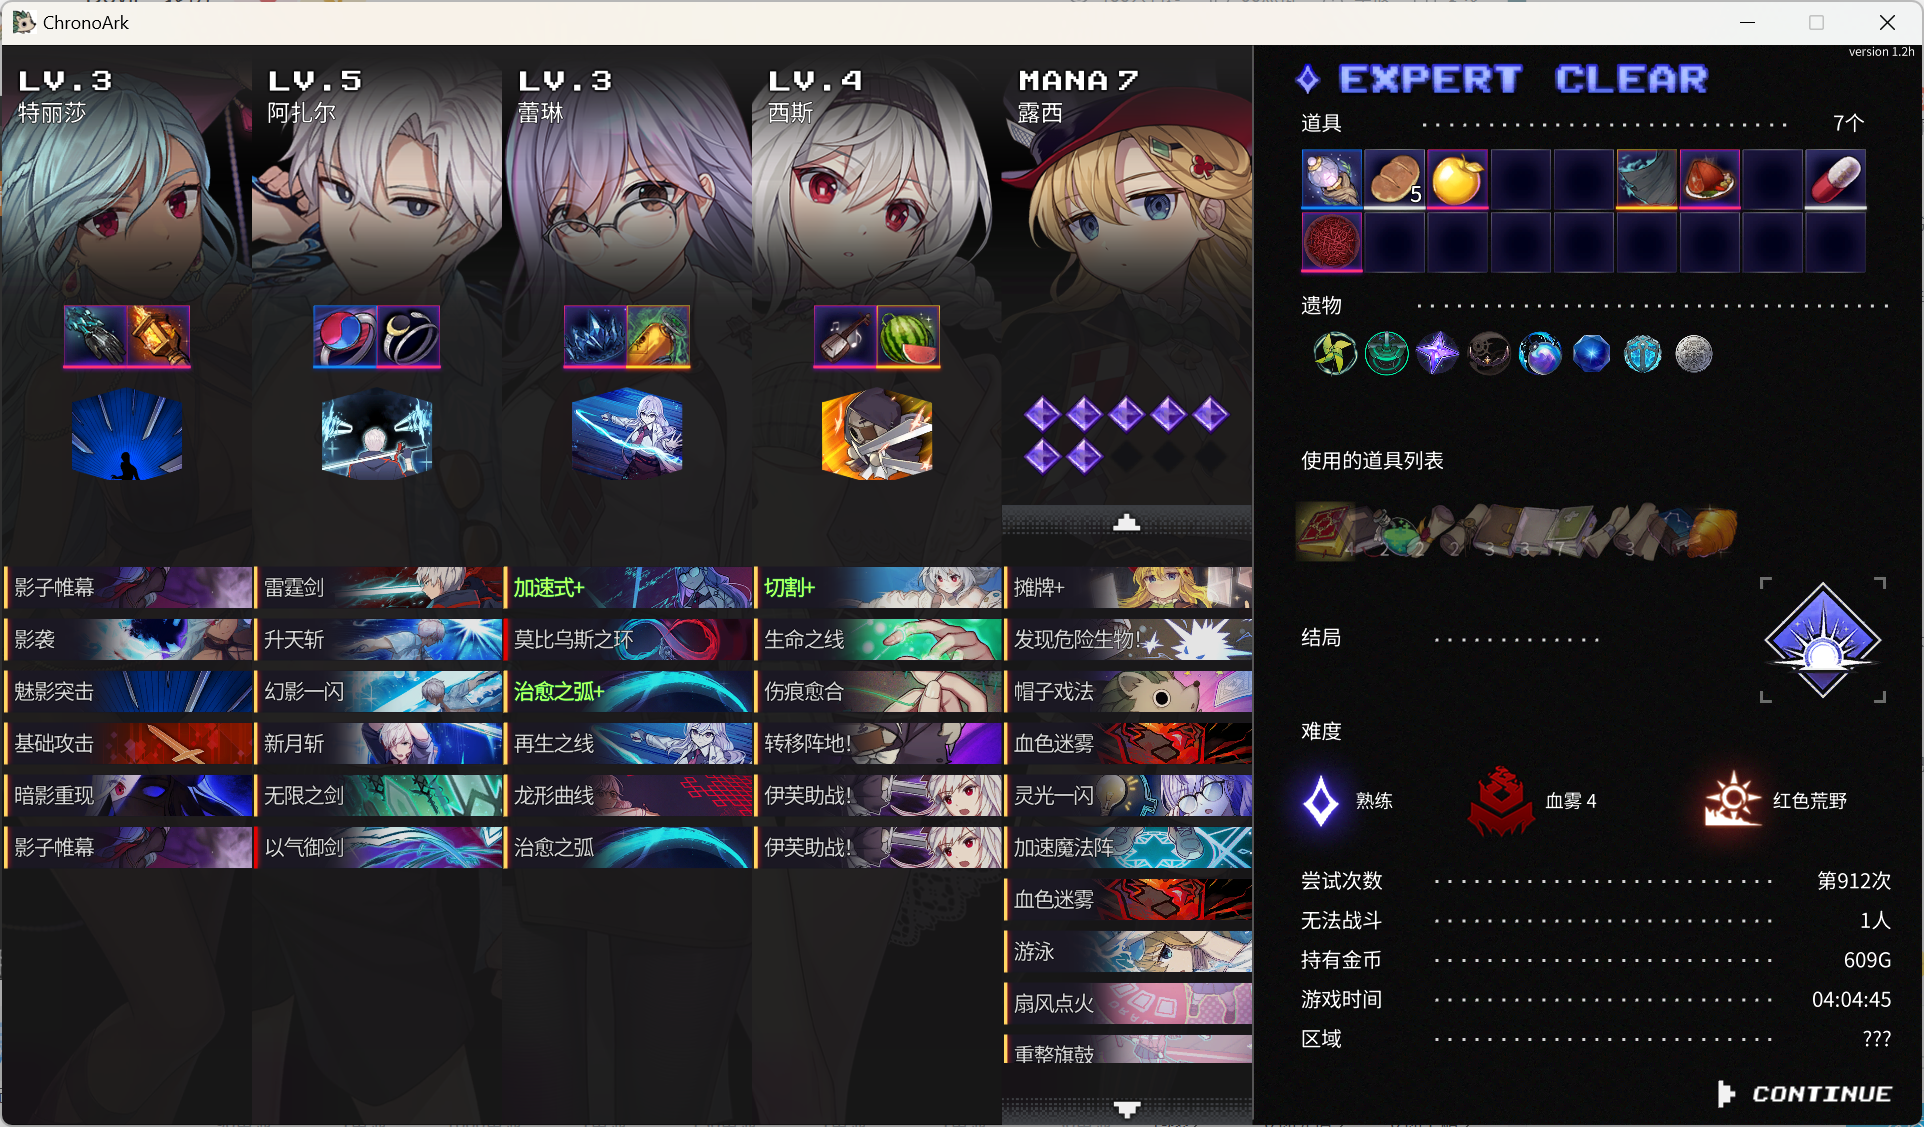 ChronoArk
version 1.2h
LV.3
特丽莎
LV.5
阿扎尔
LV.3
蕾琳
LV.4
西斯
MANA 7
露西
影子帷幕
影袭
魅影突击
基础攻击
暗影重现
影子帷幕
雷霆剑
升天斩
幻影一闪
新月斩
无限之剑
以气御剑
加速式+
莫比乌斯之环
治愈之弧+
再生之线
龙形曲线
治愈之弧
切割+
生命之线
伤痕愈合
转移阵地!
伊芙助战!
伊芙助战!
摊牌+
发现危险生物!
帽子戏法
血色迷雾
灵光一闪
加速魔法阵
血色迷雾
游泳
扇风点火
重整旗鼓
EXPERT CLEAR
道具 7个
5
遗物
使用的道具列表
4 2 2 2 3 3 7 3
结局
难度
熟练
血雾 4
红色荒野
尝试次数 第912次
无法战斗 1人
持有金币 609G
游戏时间 04:04:45
区域 ???
CONTINUE